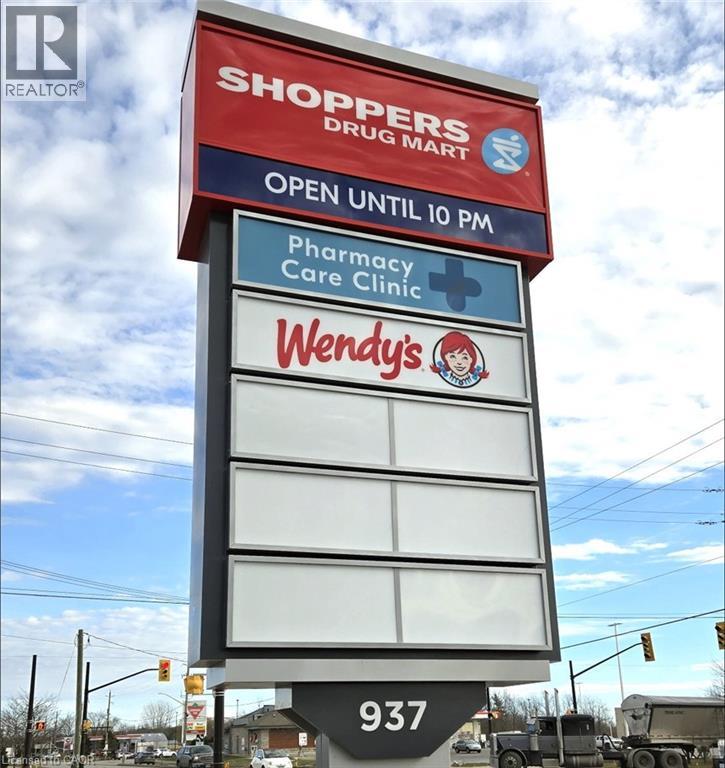 R
REALTOR®
SHOPPERS
DRUG MART
OPEN UNTIL 10 PM
Pharmacy
Care Clinic
Wendy's
937
Licensed to CAOR